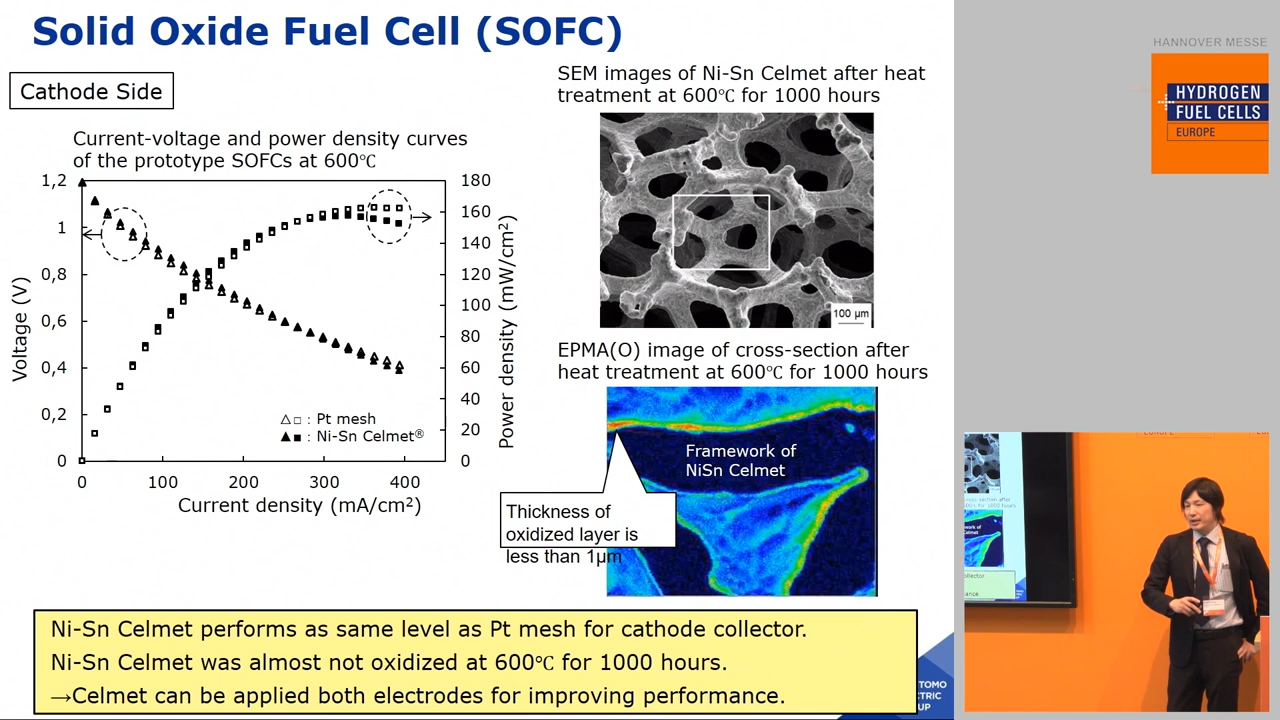 Solid Oxide Fuel Cell (SOFC)
Cathode Side
Current-voltage and power density curves
of the prototype SOFCs at 600℃
1,2
1
0,8
0,6
0,4
0,2
0
Voltage (V)
180
160
140
120
100
80
60
40
20
0
Power density (mW/cm²)
△□ : Pt mesh
▲■ : Ni-Sn Celmet®
0 100 200 300 400
Current density (mA/cm²)
SEM images of Ni-Sn Celmet after heat
treatment at 600℃ for 1000 hours
100 μm
EPMA(O) image of cross-section after
heat treatment at 600℃ for 1000 hours
Framework of
NiSn Celmet
Thickness of
oxidized layer is
less than 1μm
Ni-Sn Celmet performs as same level as Pt mesh for cathode collector.
Ni-Sn Celmet was almost not oxidized at 600℃ for 1000 hours.
→Celmet can be applied both electrodes for improving performance.
TOMO
CTRIC
UP
HANNOVER MESSE
HYDROGEN
FUEL CELLS
EUROPE